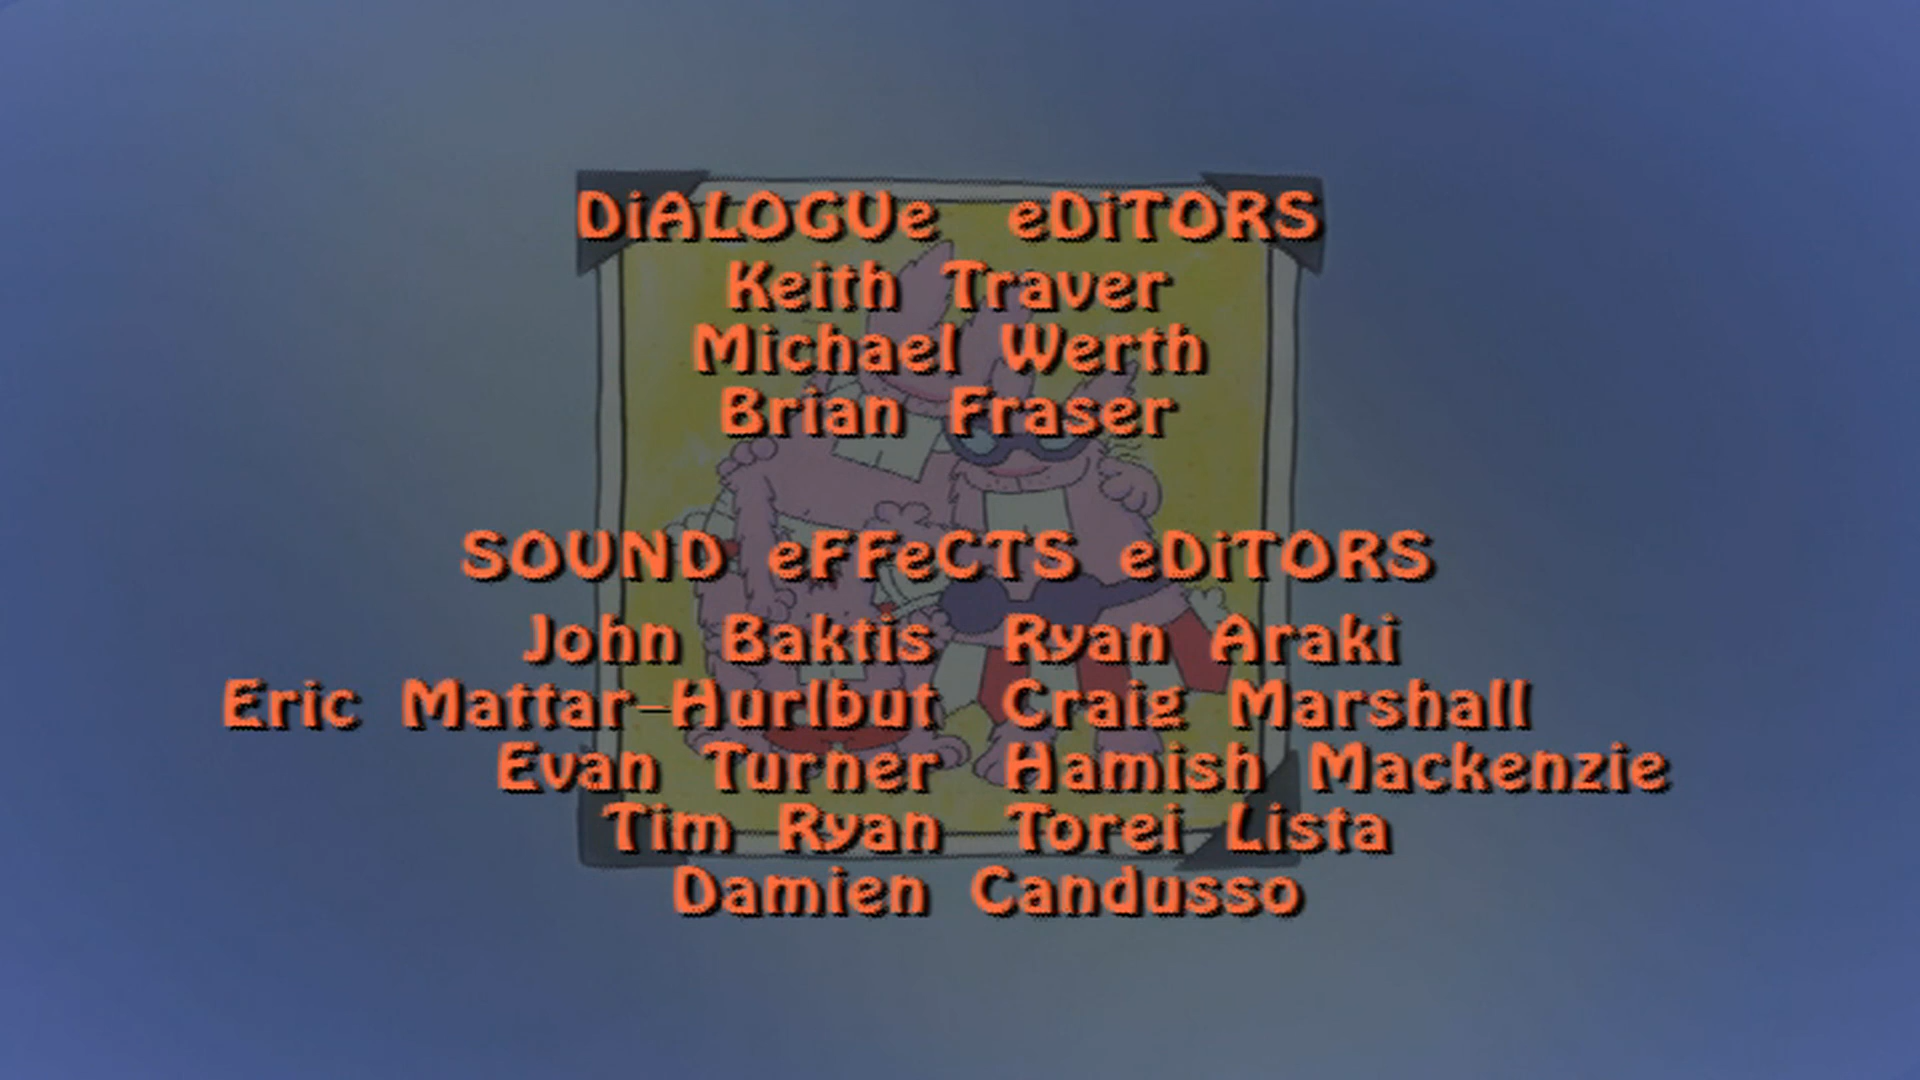 DiALOGUe eDiTORS
Keith Traver
Michael Werth
Brian Fraser
SOUND eFFeCTS eDiTORS
John Baktis Ryan Araki
Eric Mattar-Hurlbut Craig Marshall
Evan Turner Hamish Mackenzie
Tim Ryan Torei Lista
Damien Candusso